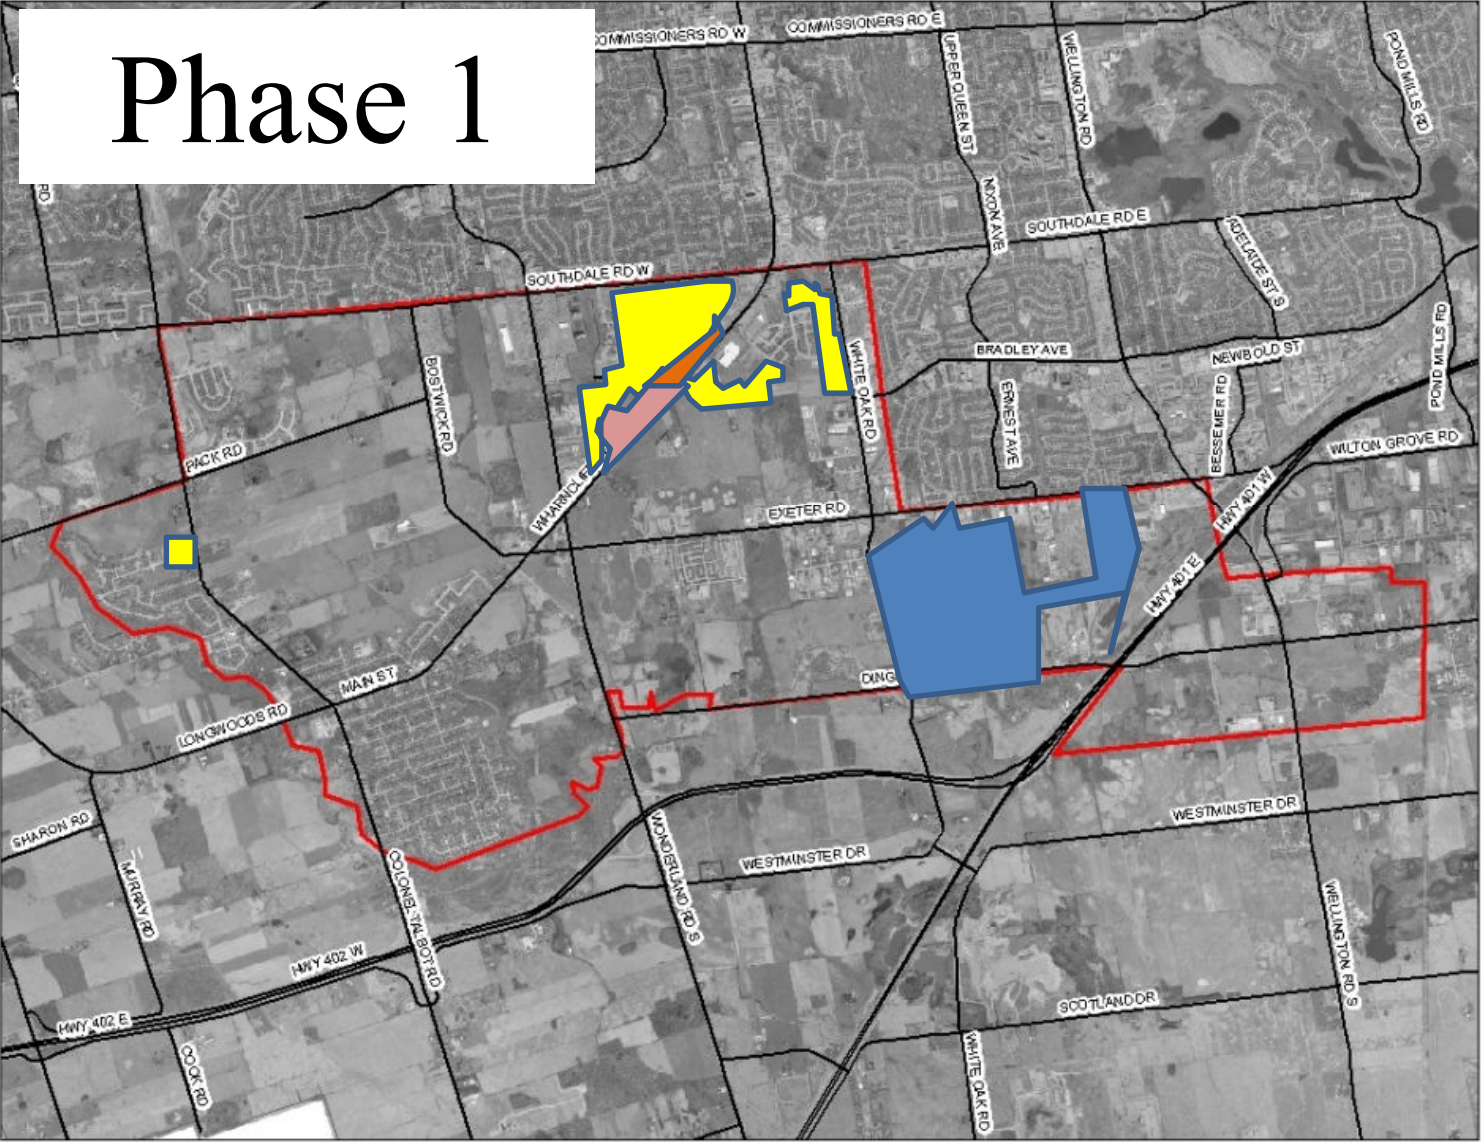 Phase 1
COMMISSIONERS RD W
COMMISSIONERS RD E
UPPER QUEEN ST
WELLINGTON RD
POND MILLS RD
RD
NIXON AVE
SOUTHDALE RD E
ADELAIDE ST S
SOUTHDALE RD W
BOSTWICK RD
WHITE OAK RD
BRADLEY AVE
NEWBOLD ST
POND MILLS RD
ERNEST AVE
BESSEMER RD
WILTON GROVE RD
PACK RD
WHARNCLIF
EXETER RD
HWY 401 W
HWY 401 E
MAIN ST
DING
LONGWOODS RD
SHARON RD
MURRAY RD
COLONEL TALBOT RD
WONDERLAND RD S
WESTMINSTER DR
WESTMINSTER DR
WELLINGTON RD S
HWY 402 W
HWY 402 E
COOK RD
SCOTLAND DR
WHITE OAK RD